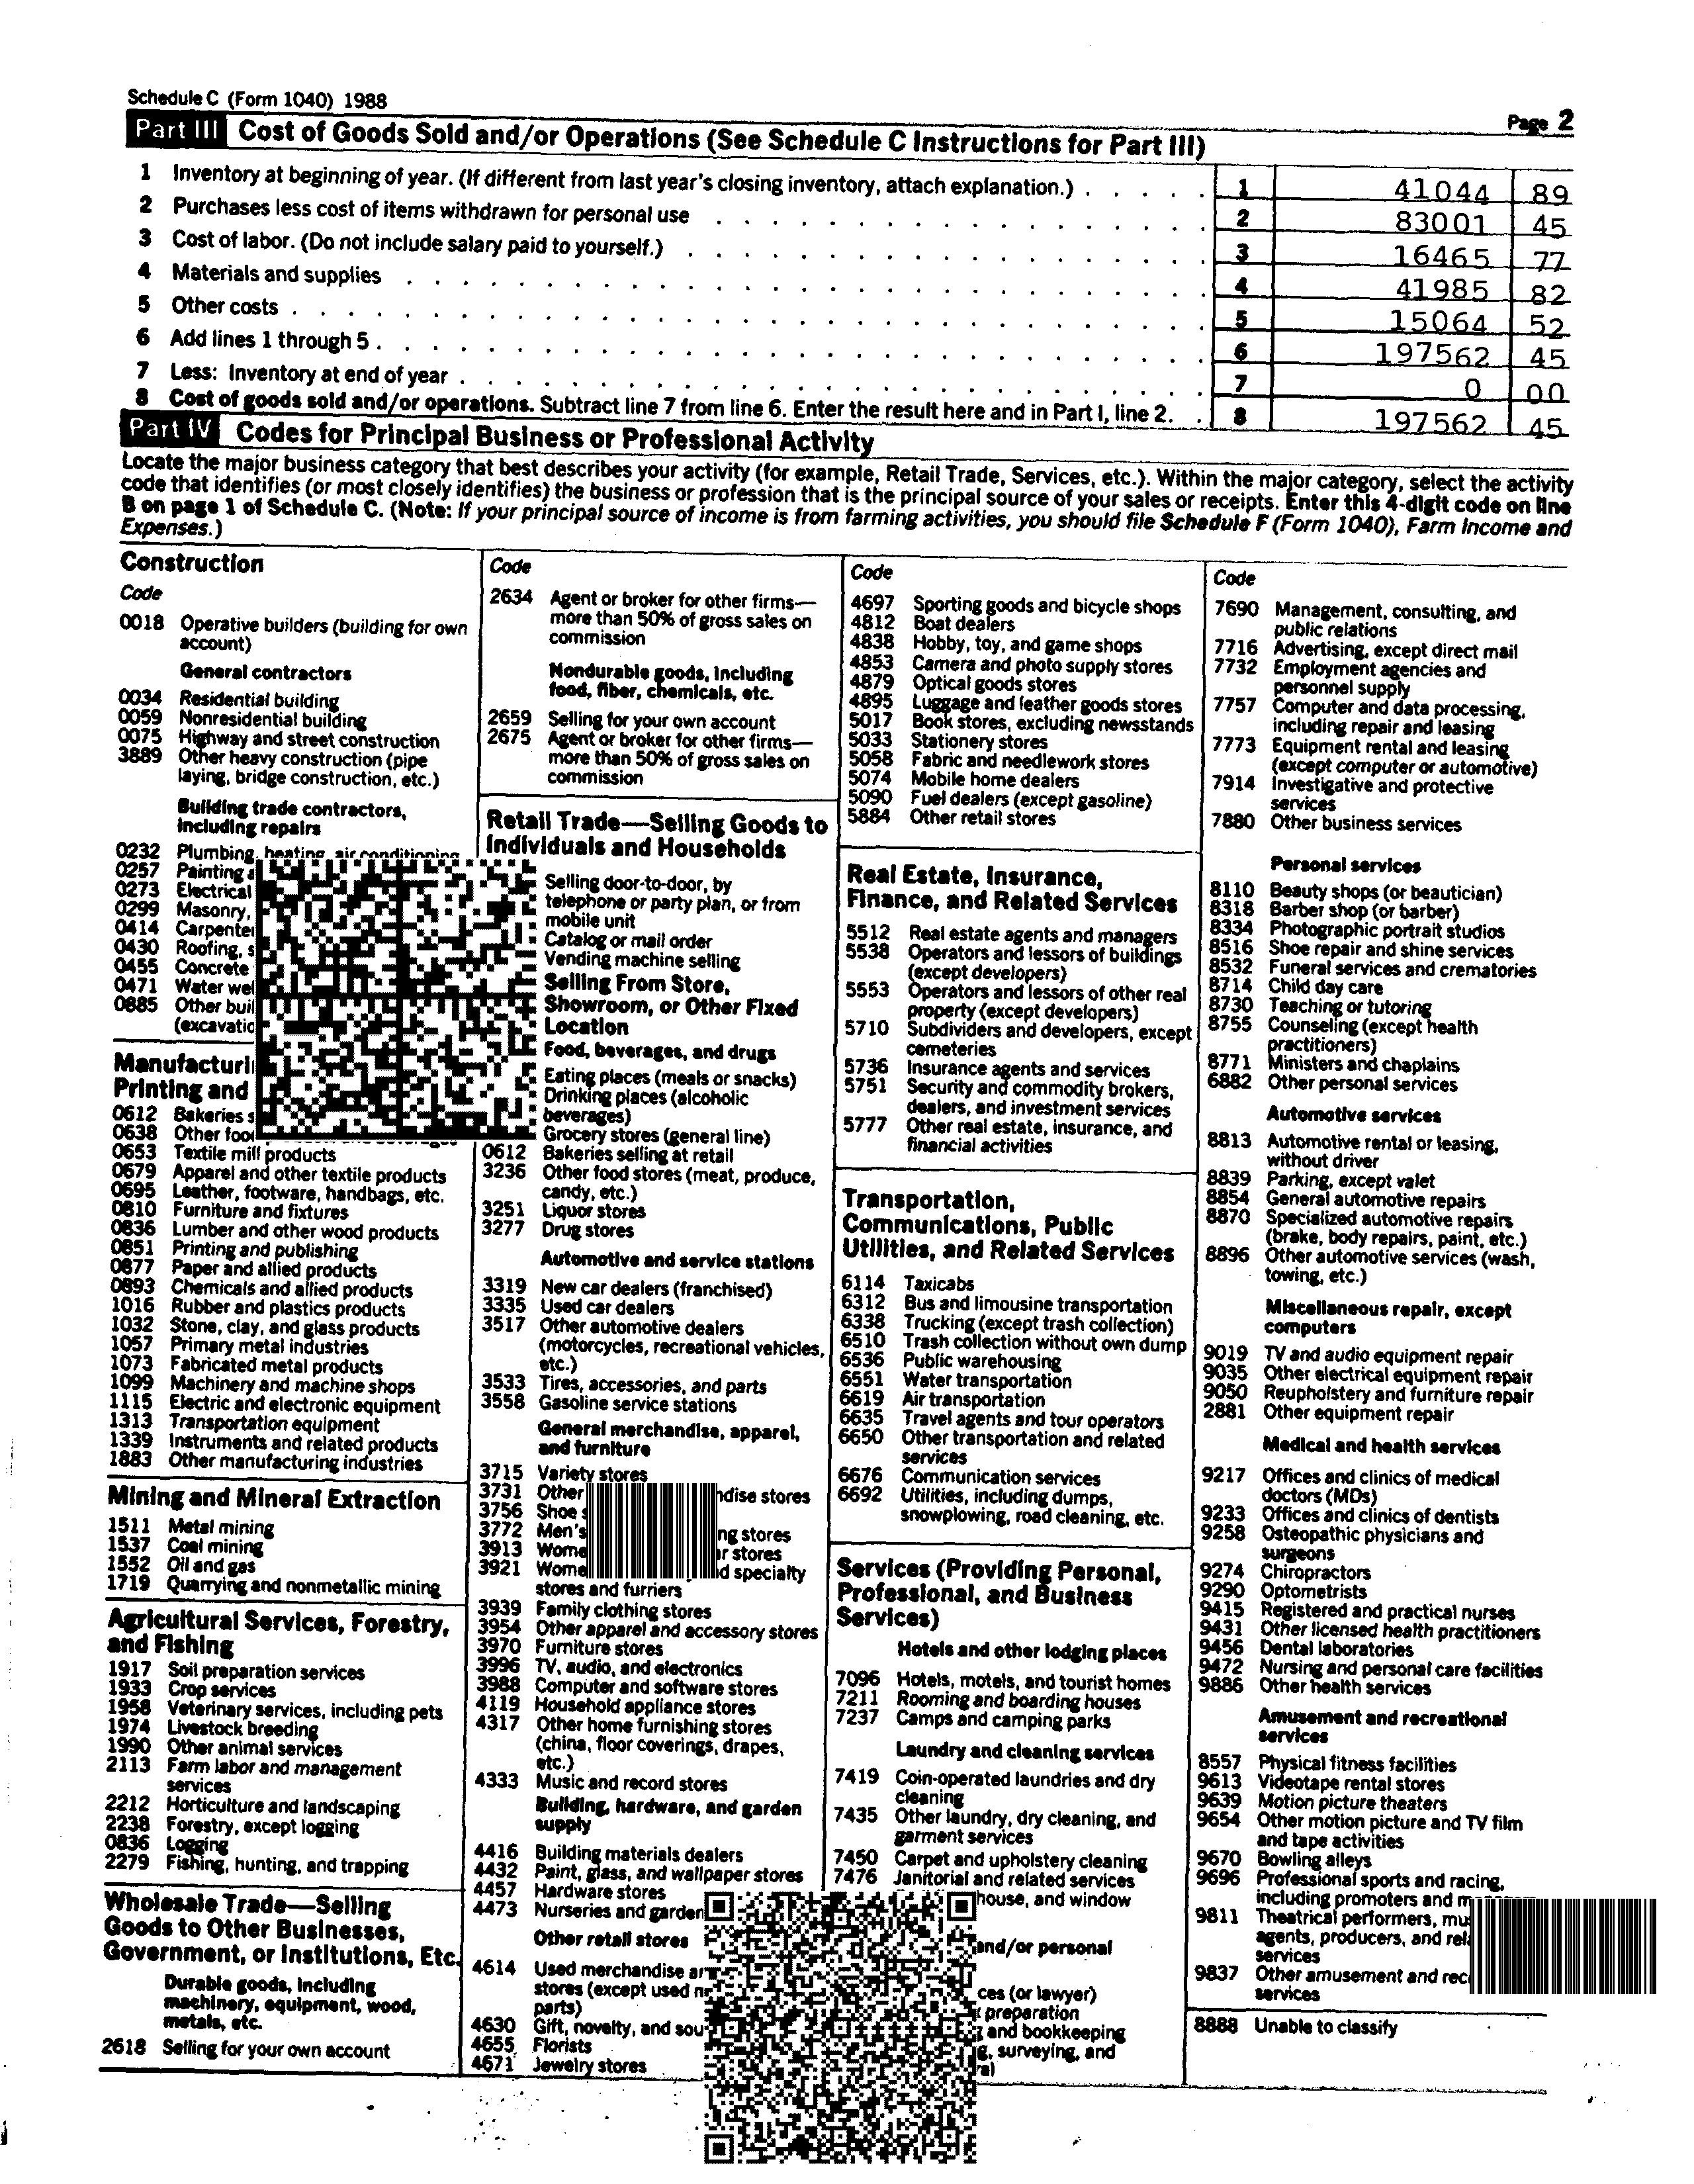 Schedule C (Form 1040) 1988
Page 2
Part III Cost of Goods Sold and/or Operations (See Schedule C Instructions for Part III)
1 Inventory at beginning of year. (If different from last year's closing inventory, attach explanation.) . . . . . 1 41044 89
2 Purchases less cost of items withdrawn for personal use 2 83001 45
3 Cost of labor. (Do not include salary paid to yourself.) 3 16465 77
4 Materials and supplies 4 41985 82
5 Other costs 5 15064 52
6 Add lines 1 through 5 6 197562 45
7 Less: Inventory at end of year 7 0 00
8 Cost of goods sold and/or operations. Subtract line 7 from line 6. Enter the result here and in Part I, line 2. . 8 197562 45
Part IV Codes for Principal Business or Professional Activity
Locate the major business category that best describes your activity (for example, Retail Trade, Services, etc.). Within the major category, select the activity
code that identifies (or most closely identifies) the business or profession that is the principal source of your sales or receipts. Enter this 4-digit code on line
B on page 1 of Schedule C. (Note: If your principal source of income is from farming activities, you should file Schedule F (Form 1040), Farm Income and
Expenses.)
Construction
Code
0018 Operative builders (building for own
account)
General contractors
0034 Residential building
0059 Nonresidential building
0075 Highway and street construction
3889 Other heavy construction (pipe
laying, bridge construction, etc.)
Building trade contractors,
including repairs
0232 Plumbing, heating, air conditioning
0257 Painting
0273 Electrical
0299 Masonry,
0414
0430 Roofing,
0455 Concrete
0471 Water
0885 Other
Printing and
0612 Bakeries
0638 Other
0653 Textile mill products
0679 Apparel and other textile products
0695 Leather, footware, handbags, etc.
0810 Furniture and fixtures
0836 Lumber and other wood products
0851 Printing and publishing
0877 Paper and allied products
0893 Chemicals and allied products
1016 Rubber and plastics products
1032 Stone, clay, and glass products
1057 Primary metal industries
1073 Fabricated metal products
1099 Machinery and machine shops
1115 Electric and electronic equipment
1313 Transportation equipment
1339 Instruments and related products
1883 Other manufacturing industries
Mining and Mineral Extraction
1511 Metal mining
1537 Coal mining
1552 Oil and gas
1719 Quarrying and nonmetallic mining
Agricultural Services, Forestry,
and Fishing
1917 Soil preparation services
1933 Crop services
1958 Veterinary services, including pets
1974 Livestock breeding
1990 Other animal services
2113 Farm labor and management
services
2212 Horticulture and landscaping
2238 Forestry, except logging
0836 Logging
2279 Fishing, hunting, and trapping
Wholesale Trade—Selling
Goods to Other Businesses,
Government, or Institutions, Etc.
Durable goods, including
machinery, equipment, wood,
metals, etc.
2618 Selling for your own account
Code
2634 Agent or broker for other firms—
more than 50% of gross sales on
commission
Nondurable goods, including
food, fiber, chemicals, etc.
2659 Selling for your own account
2675 Agent or broker for other firms—
more than 50% of gross sales on
commission
Retail Trade—Selling Goods to
Individuals and Households
Selling door-to-door, by
telephone or party plan, or from
mobile unit
Catalog or mail order
Vending machine selling
Selling From Store,
Showroom, or Other Fixed
Location
Food, beverages, and drugs
Eating places (meals or snacks)
Drinking places (alcoholic
beverages)
Grocery stores (general line)
0612 Bakeries selling at retail
3236 Other food stores (meat, produce,
candy, etc.)
3251 Liquor stores
3277 Drug stores
Automotive and service stations
3319 New car dealers (franchised)
3335 Used car dealers
3517 Other automotive dealers
(motorcycles, recreational vehicles,
etc.)
3533 Tires, accessories, and parts
3558 Gasoline service stations
General merchandise, apparel,
and furniture
3715 Variety stores
3731 Other stores
3756 Shoe
3772 Men's stores
3913 stores
3921 specialty
stores and furriers
3939 Family clothing stores
3954 Other apparel and accessory stores
3970 Furniture stores
3996 TV, audio, and electronics
3988 Computer and software stores
4119 Household appliance stores
4317 Other home furnishing stores
(china, floor coverings, drapes,
etc.)
4333 Music and record stores
Building, hardware, and garden
supply
4416 Building materials dealers
4432 Paint, glass, and wallpaper stores
4457 Hardware stores
4473 Nurseries and garden
Other retail stores
4614 Used merchandise
stores (except used
parts)
4630 Gift, novelty, and
4655 Florists
4671 Jewelry stores
Code
4697 Sporting goods and bicycle shops
4812 Boat dealers
4838 Hobby, toy, and game shops
4853 Camera and photo supply stores
4879 Optical goods stores
4895 Luggage and leather goods stores
5017 Book stores, excluding newsstands
5033 Stationery stores
5058 Fabric and needlework stores
5074 Mobile home dealers
5090 Fuel dealers (except gasoline)
5884 Other retail stores
Real Estate, Insurance,
Finance, and Related Services
5512 Real estate agents and managers
5538 Operators and lessors of buildings
(except developers)
5553 Operators and lessors of other real
property (except developers)
5710 Subdividers and developers, except
cemeteries
5736 Insurance agents and services
5751 Security and commodity brokers,
dealers, and investment services
5777 Other real estate, insurance, and
financial activities
Transportation,
Communications, Public
Utilities, and Related Services
6114 Taxicabs
6312 Bus and limousine transportation
6338 Trucking (except trash collection)
6510 Trash collection without own dump
6536 Public warehousing
6551 Water transportation
6619 Air transportation
6635 Travel agents and tour operators
6650 Other transportation and related
services
6676 Communication services
6692 Utilities, including dumps,
snowplowing, road cleaning, etc.
Services (Providing Personal,
Professional, and Business
Services)
Hotels and other lodging places
7096 Hotels, motels, and tourist homes
7211 Rooming and boarding houses
7237 Camps and camping parks
Laundry and cleaning services
7419 Coin-operated laundries and dry
cleaning
7435 Other laundry, dry cleaning, and
garment services
7450 Carpet and upholstery cleaning
7476 Janitorial and related services
house, and window
and/or personal
(or lawyer)
preparation
and bookkeeping
surveying, and
Code
7690 Management, consulting, and
public relations
7716 Advertising, except direct mail
7732 Employment agencies and
personnel supply
7757 Computer and data processing,
including repair and leasing
7773 Equipment rental and leasing
(except computer or automotive)
7914 Investigative and protective
services
7880 Other business services
Personal services
8110 Beauty shops (or beautician)
8318 Barber shop (or barber)
8334 Photographic portrait studios
8516 Shoe repair and shine services
8532 Funeral services and crematories
8714 Child day care
8730 Teaching or tutoring
8755 Counseling (except health
practitioners)
8771 Ministers and chaplains
6882 Other personal services
Automotive services
8813 Automotive rental or leasing,
without driver
8839 Parking, except valet
8854 General automotive repairs
8870 Specialized automotive repairs
(brake, body repairs, paint, etc.)
8896 Other automotive services (wash,
towing, etc.)
Miscellaneous repair, except
computers
9019 TV and audio equipment repair
9035 Other electrical equipment repair
9050 Reupholstery and furniture repair
2881 Other equipment repair
Medical and health services
9217 Offices and clinics of medical
doctors (MDs)
9233 Offices and clinics of dentists
9258 Osteopathic physicians and
surgeons
9274 Chiropractors
9290 Optometrists
9415 Registered and practical nurses
9431 Other licensed health practitioners
9456 Dental laboratories
9472 Nursing and personal care facilities
9886 Other health services
Amusement and recreational
services
8557 Physical fitness facilities
9613 Videotape rental stores
9639 Motion picture theaters
9654 Other motion picture and TV film
and tape activities
9670 Bowling alleys
9696 Professional sports and racing,
including promoters and
9811 Theatrical performers,
agents, producers, and
services
9837 Other amusement and
services
8888 Unable to classify